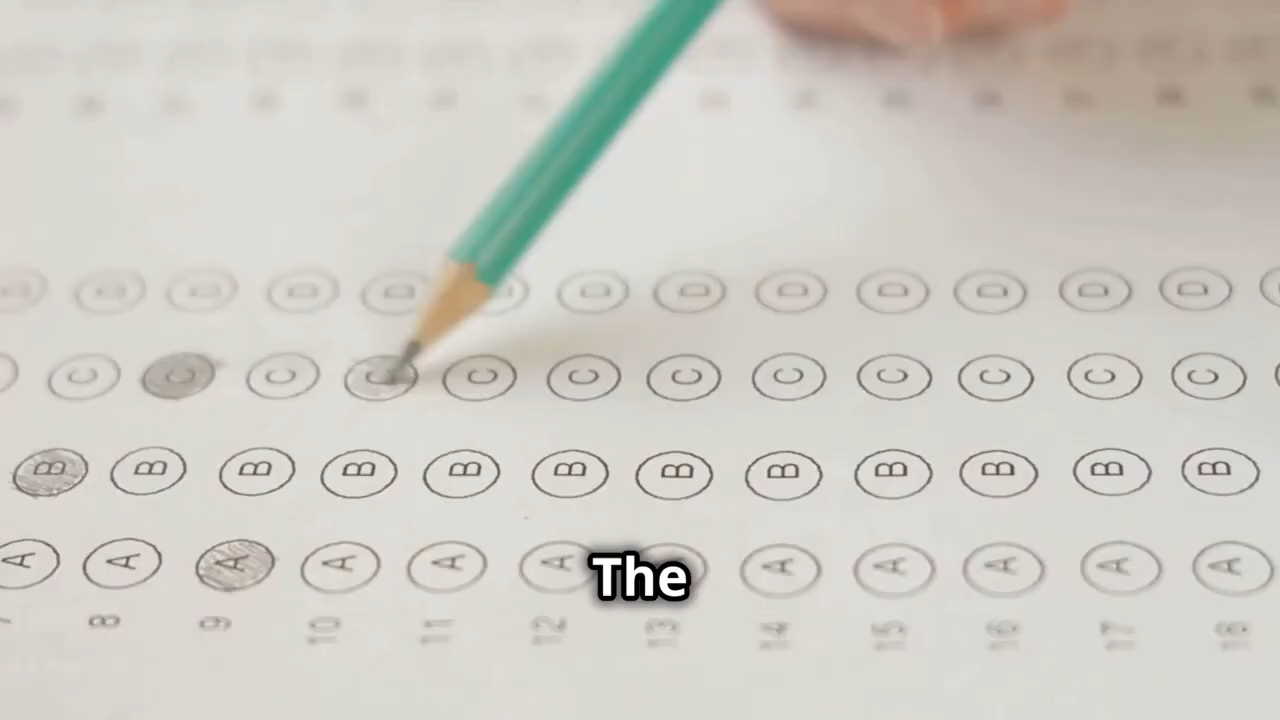 D D D D D D D D D D D D
C C C C C C C C C C C C
B B B B B B B B B B B B
A A A A A A The A A A A A
8 9 10 11 12 13 14 15 16 17 18